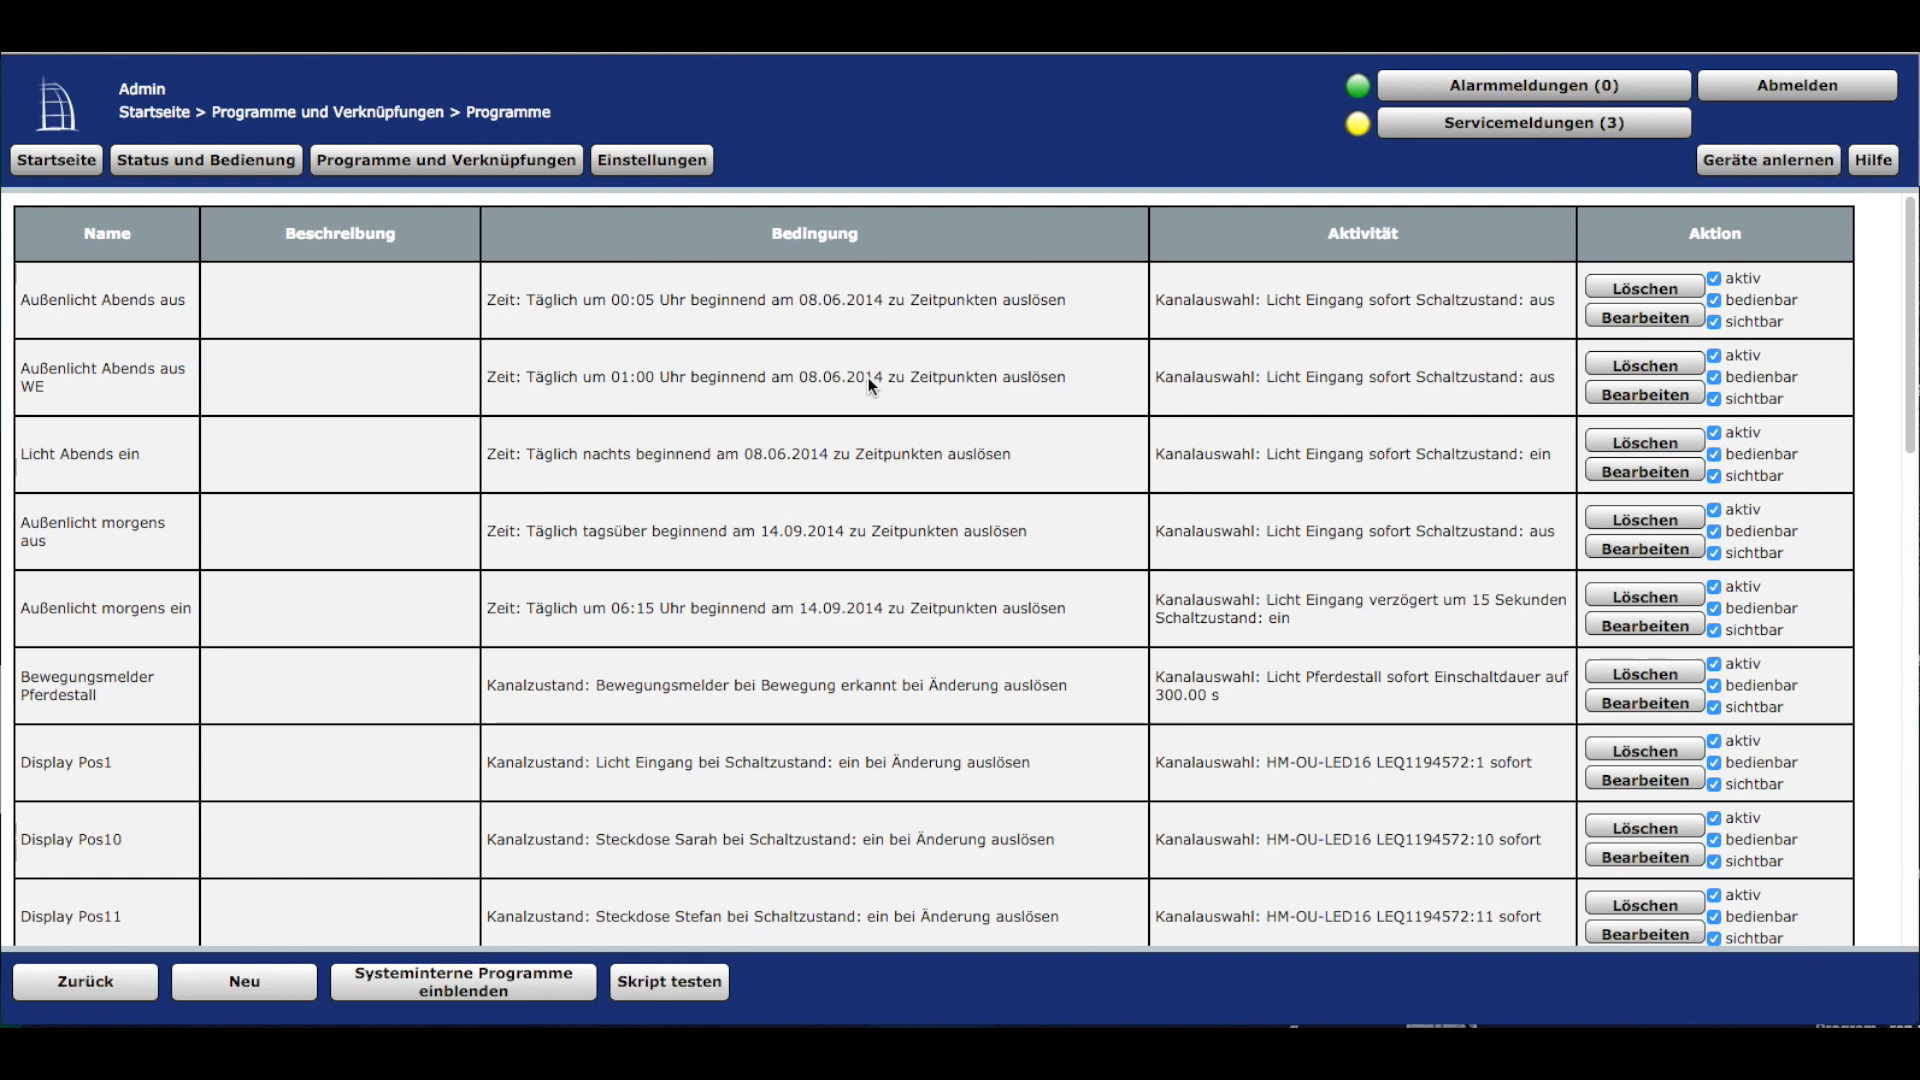 Admin
Startseite > Programme und Verknüpfungen > Programme
Alarmmeldungen (0)
Abmelden
Servicemeldungen (3)
Startseite
Status und Bedienung
Programme und Verknüpfungen
Einstellungen
Geräte anlernen
Hilfe
Name
Beschreibung
Bedingung
Aktivität
Aktion
Außenlicht Abends aus
Zeit: Täglich um 00:05 Uhr beginnend am 08.06.2014 zu Zeitpunkten auslösen
Kanalauswahl: Licht Eingang sofort Schaltzustand: aus
Löschen
Bearbeiten
aktiv
bedienbar
sichtbar
Außenlicht Abends aus
WE
Zeit: Täglich um 01:00 Uhr beginnend am 08.06.2014 zu Zeitpunkten auslösen
Kanalauswahl: Licht Eingang sofort Schaltzustand: aus
Löschen
Bearbeiten
aktiv
bedienbar
sichtbar
Licht Abends ein
Zeit: Täglich nachts beginnend am 08.06.2014 zu Zeitpunkten auslösen
Kanalauswahl: Licht Eingang sofort Schaltzustand: ein
Löschen
Bearbeiten
aktiv
bedienbar
sichtbar
Außenlicht morgens
aus
Zeit: Täglich tagsüber beginnend am 14.09.2014 zu Zeitpunkten auslösen
Kanalauswahl: Licht Eingang sofort Schaltzustand: aus
Löschen
Bearbeiten
aktiv
bedienbar
sichtbar
Außenlicht morgens ein
Zeit: Täglich um 06:15 Uhr beginnend am 14.09.2014 zu Zeitpunkten auslösen
Kanalauswahl: Licht Eingang verzögert um 15 Sekunden
Schaltzustand: ein
Löschen
Bearbeiten
aktiv
bedienbar
sichtbar
Bewegungsmelder
Pferdestall
Kanalzustand: Bewegungsmelder bei Bewegung erkannt bei Änderung auslösen
Kanalauswahl: Licht Pferdestall sofort Einschaltdauer auf
300.00 s
Löschen
Bearbeiten
aktiv
bedienbar
sichtbar
Display Pos1
Kanalzustand: Licht Eingang bei Schaltzustand: ein bei Änderung auslösen
Kanalauswahl: HM-OU-LED16 LEQ1194572:1 sofort
Löschen
Bearbeiten
aktiv
bedienbar
sichtbar
Display Pos10
Kanalzustand: Steckdose Sarah bei Schaltzustand: ein bei Änderung auslösen
Kanalauswahl: HM-OU-LED16 LEQ1194572:10 sofort
Löschen
Bearbeiten
aktiv
bedienbar
sichtbar
Display Pos11
Kanalzustand: Steckdose Stefan bei Schaltzustand: ein bei Änderung auslösen
Kanalauswahl: HM-OU-LED16 LEQ1194572:11 sofort
Löschen
Bearbeiten
aktiv
bedienbar
sichtbar
Zurück
Neu
Systeminterne Programme
einblenden
Skript testen